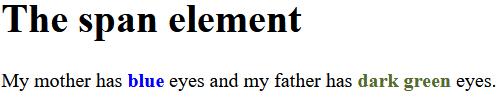 The span element
My mother has blue eyes and my father has dark green eyes.